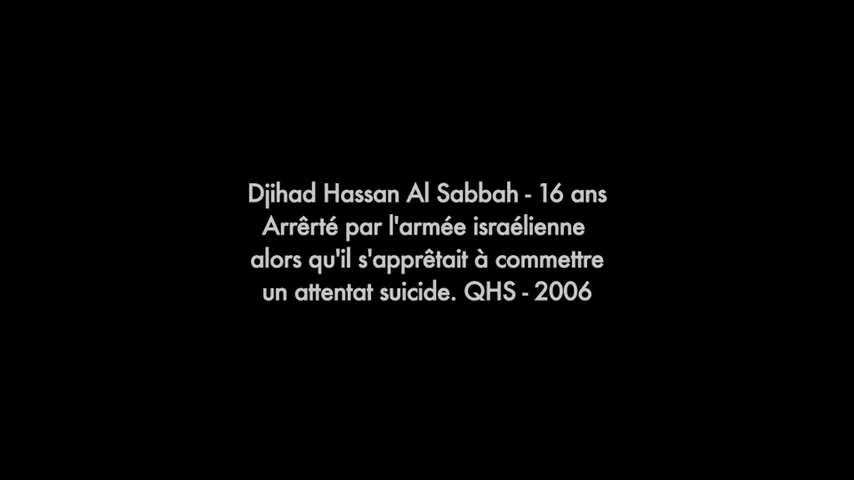 Djihad Hassan Al Sabbah - 16 ans
Arrêrté par l'armée israélienne
alors qu'il s'apprêtait à commettre
un attentat suicide. QHS - 2006